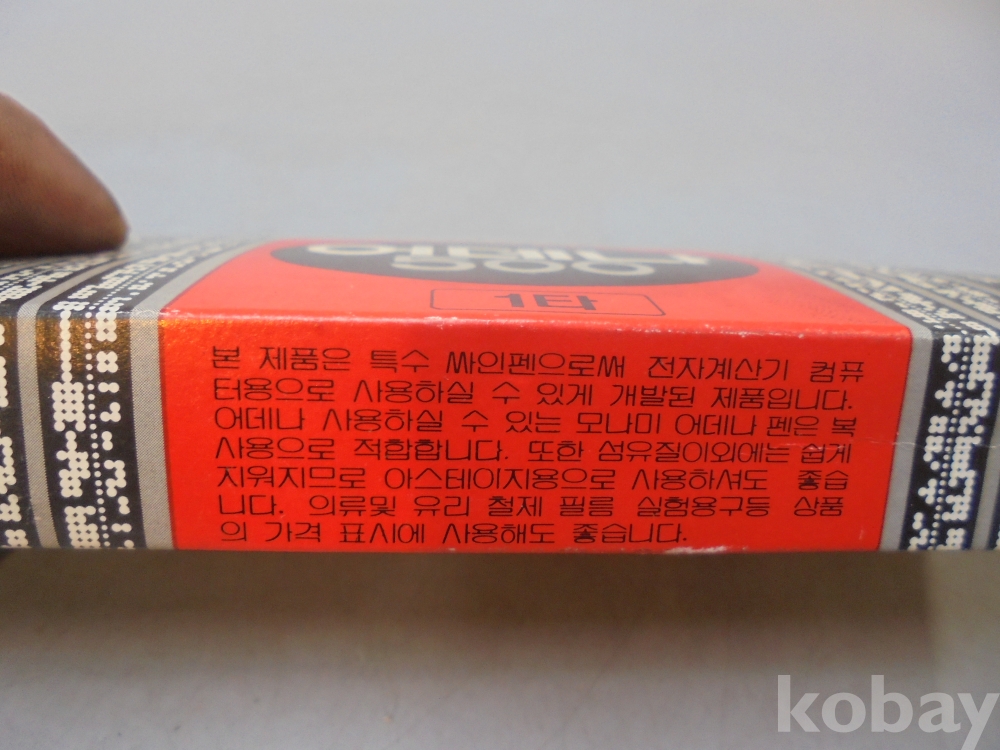 어데나
500
1타
본 제품은 특수 싸인펜으로써 전자계산기 컴퓨
터용으로 사용하실 수 있게 개발된 제품입니다.
어데나 사용하실 수 있는 모나미 어데나 펜은 복
사용으로 적합합니다. 또한 섬유질이외에는 쉽게
지워지므로 아스테이지용으로 사용하셔도 좋습
니다. 의류및 유리 철제 필름 실험용구등 상품
의 가격 표시에 사용해도 좋습니다.
kobay